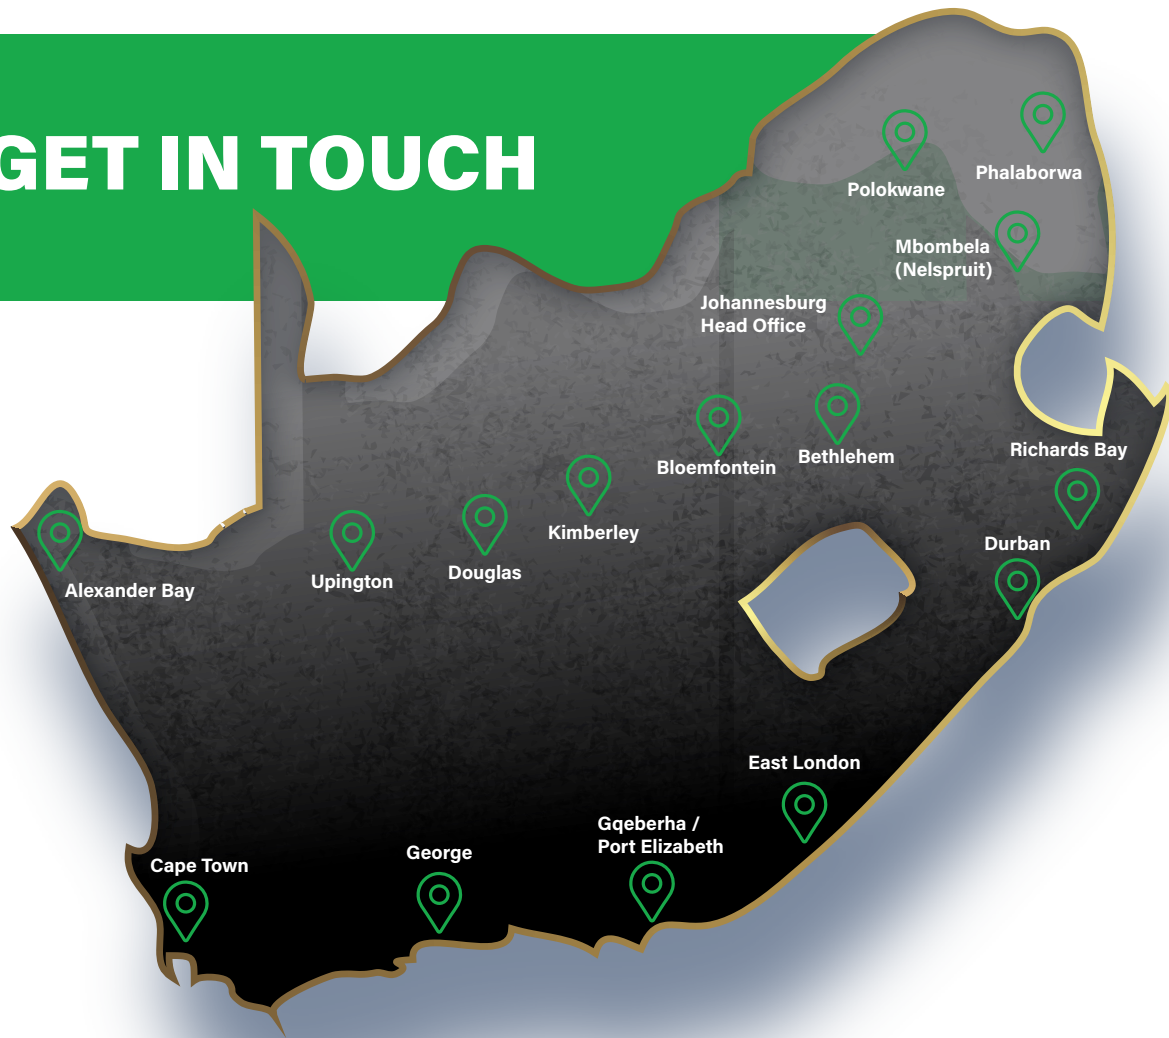 GET IN TOUCH
Phalaborwa
Polokwane
Mbombela
(Nelspruit)
Johannesburg
Head Office
Richards Bay
Bethlehem
Bloemfontein
Kimberley
Durban
Douglas
Upington
Alexander Bay
East London
Gqeberha /
Port Elizabeth
George
Cape Town